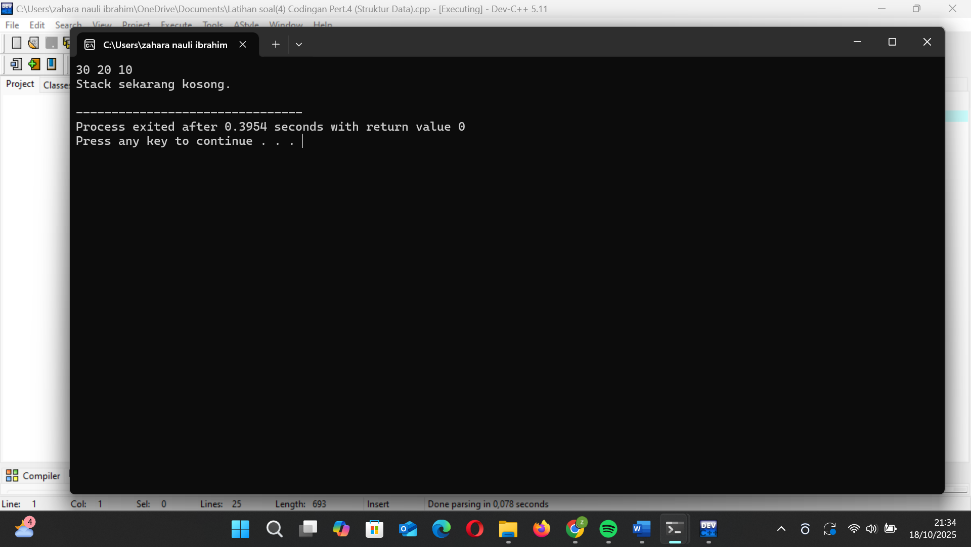 C:\Users\zahara nauli ibrahim\OneDrive\Documents\Latihan soal(4) Codingan Pert.4 (Struktur Data).cpp - [Executing] - Dev-C++ 5.11
File Edit Search View Project Execute Tools AStyle Window Help
C:\Users\zahara nauli ibrahim
Project Classes
30 20 10
Stack sekarang kosong.
--------------------------------
Process exited after 0.3954 seconds with return value 0
Press any key to continue . . .
Compiler
Line: 1 Col: 1 Sel: 0 Lines: 25 Length: 693 Insert Done parsing in 0,078 seconds
4
2
DEV
21:34
18/10/2025